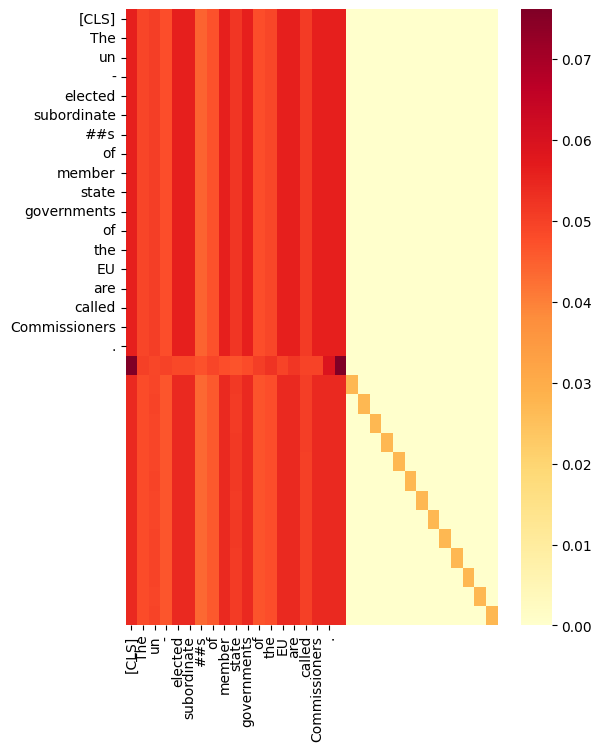 [CLS]
The
un
-
elected
subordinate
##s
of
member
state
governments
of
the
EU
are
called
Commissioners
.
0.07
0.06
0.05
0.04
0.03
0.02
0.01
0.00
[CLS]
The
un
-
elected
subordinate
##s
of
member
state
governments
of
the
EU
are
called
Commissioners
.